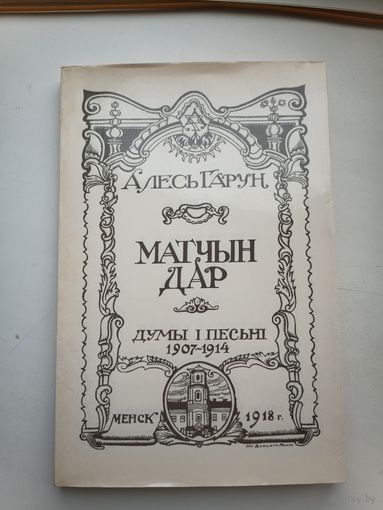 АЛЕСЬ ГАРУН,
МАТЧЫН
ДАР
ДУМЫ І ПЕСЬНІ
1907-1914
МЕНСК
1918 г.